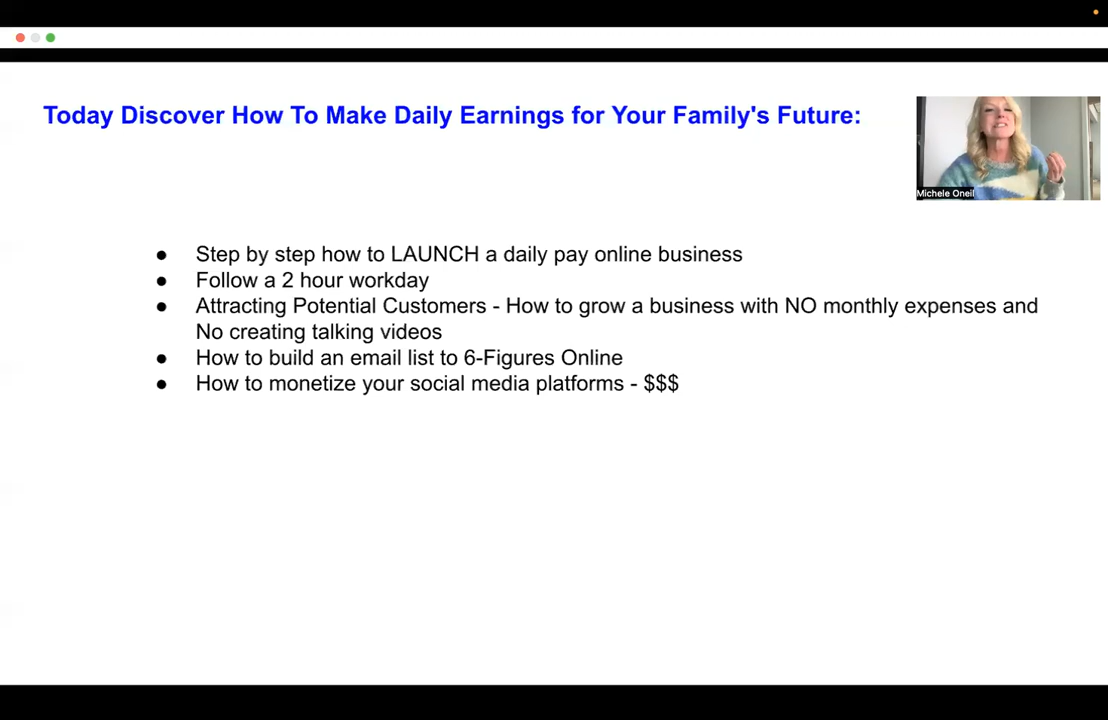 Today Discover How To Make Daily Earnings for Your Family's Future:
Michele Oneil
● Step by step how to LAUNCH a daily pay online business
● Follow a 2 hour workday
● Attracting Potential Customers - How to grow a business with NO monthly expenses and
No creating talking videos
● How to build an email list to 6-Figures Online
● How to monetize your social media platforms - $$$